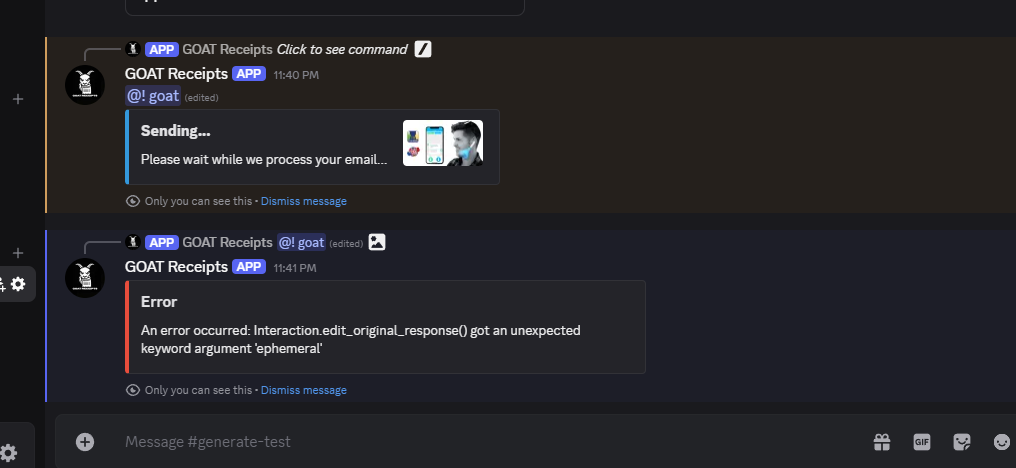 APP GOAT Receipts Click to see command
GOAT Receipts APP 11:40 PM
@! goat (edited)
Sending...
Please wait while we process your email...
Only you can see this • Dismiss message
APP GOAT Receipts @! goat (edited)
GOAT Receipts APP 11:41 PM
Error
An error occurred: Interaction.edit_original_response() got an unexpected
keyword argument 'ephemeral'
Only you can see this • Dismiss message
Message #generate-test
GIF